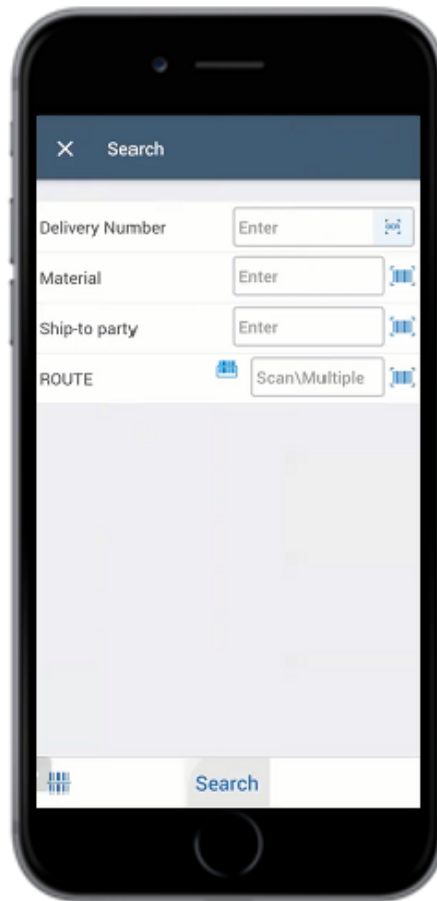 Search
Delivery Number Enter
Material Enter
Ship-to party Enter
ROUTE Scan\Multiple
Search